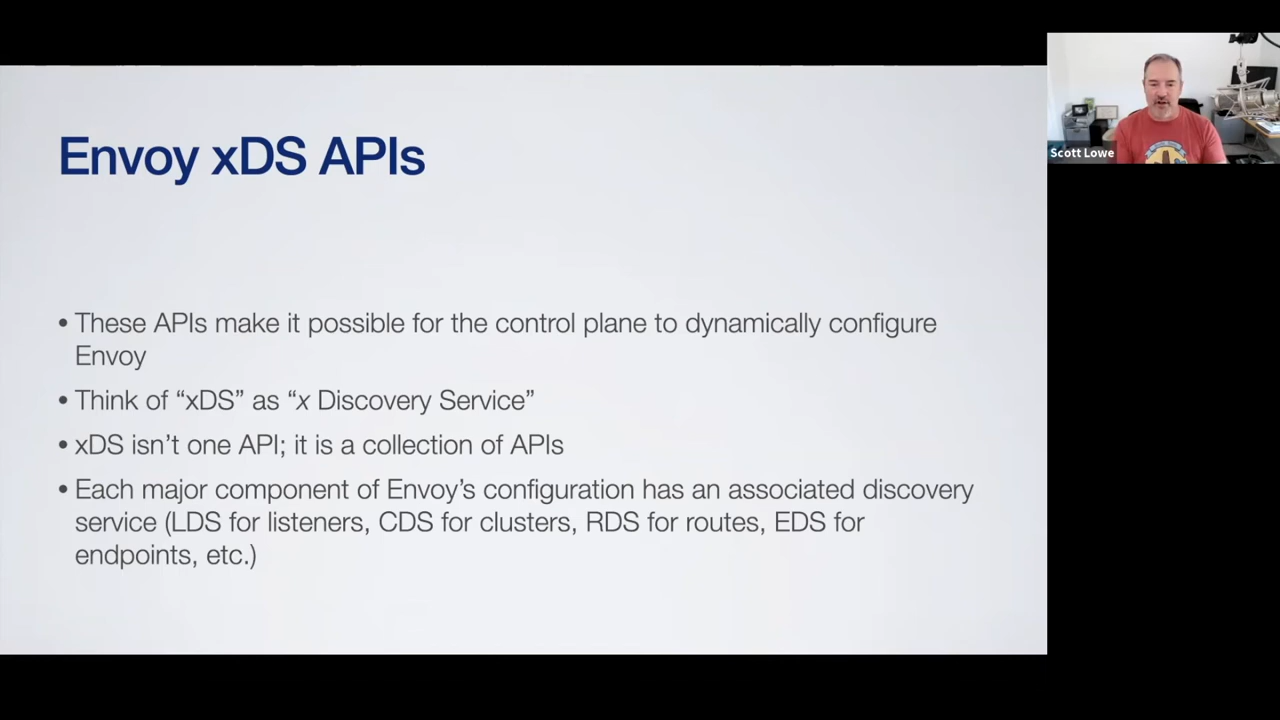 Envoy xDS APIs
• These APIs make it possible for the control plane to dynamically configure
Envoy
• Think of “xDS” as “x Discovery Service”
• xDS isn’t one API; it is a collection of APIs
• Each major component of Envoy’s configuration has an associated discovery
service (LDS for listeners, CDS for clusters, RDS for routes, EDS for
endpoints, etc.)
Scott Lowe